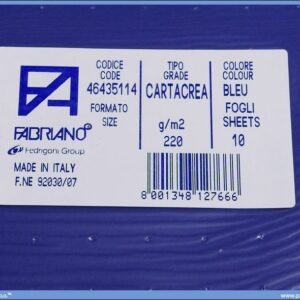 CODICE
CODE
46435114
FORMATO
SIZE
TIPO
GRADE
CARTACREA
g/m2
220
COLORE
COLOUR
BLEU
FOGLI
SHEETS
10
FABRIANO
Fedrigoni Group
MADE IN ITALY
F.NE 92030/07
8 001348 127666